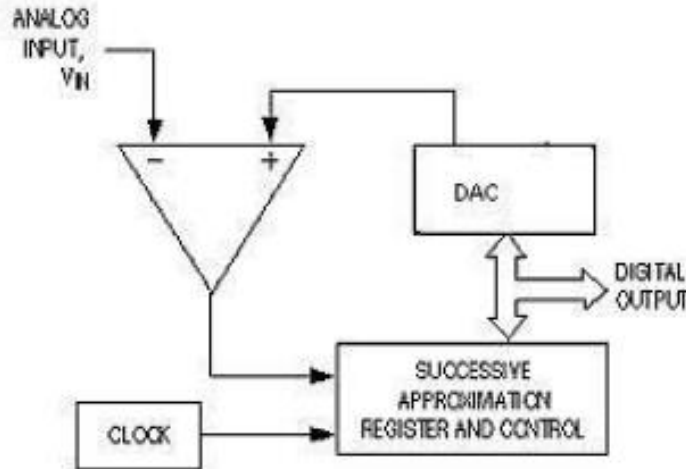 ANALOG
INPUT,
VIN
−
+
DAC
DIGITAL
OUTPUT
SUCCESSIVE
APPROXIMATION
REGISTER AND CONTROL
CLOCK